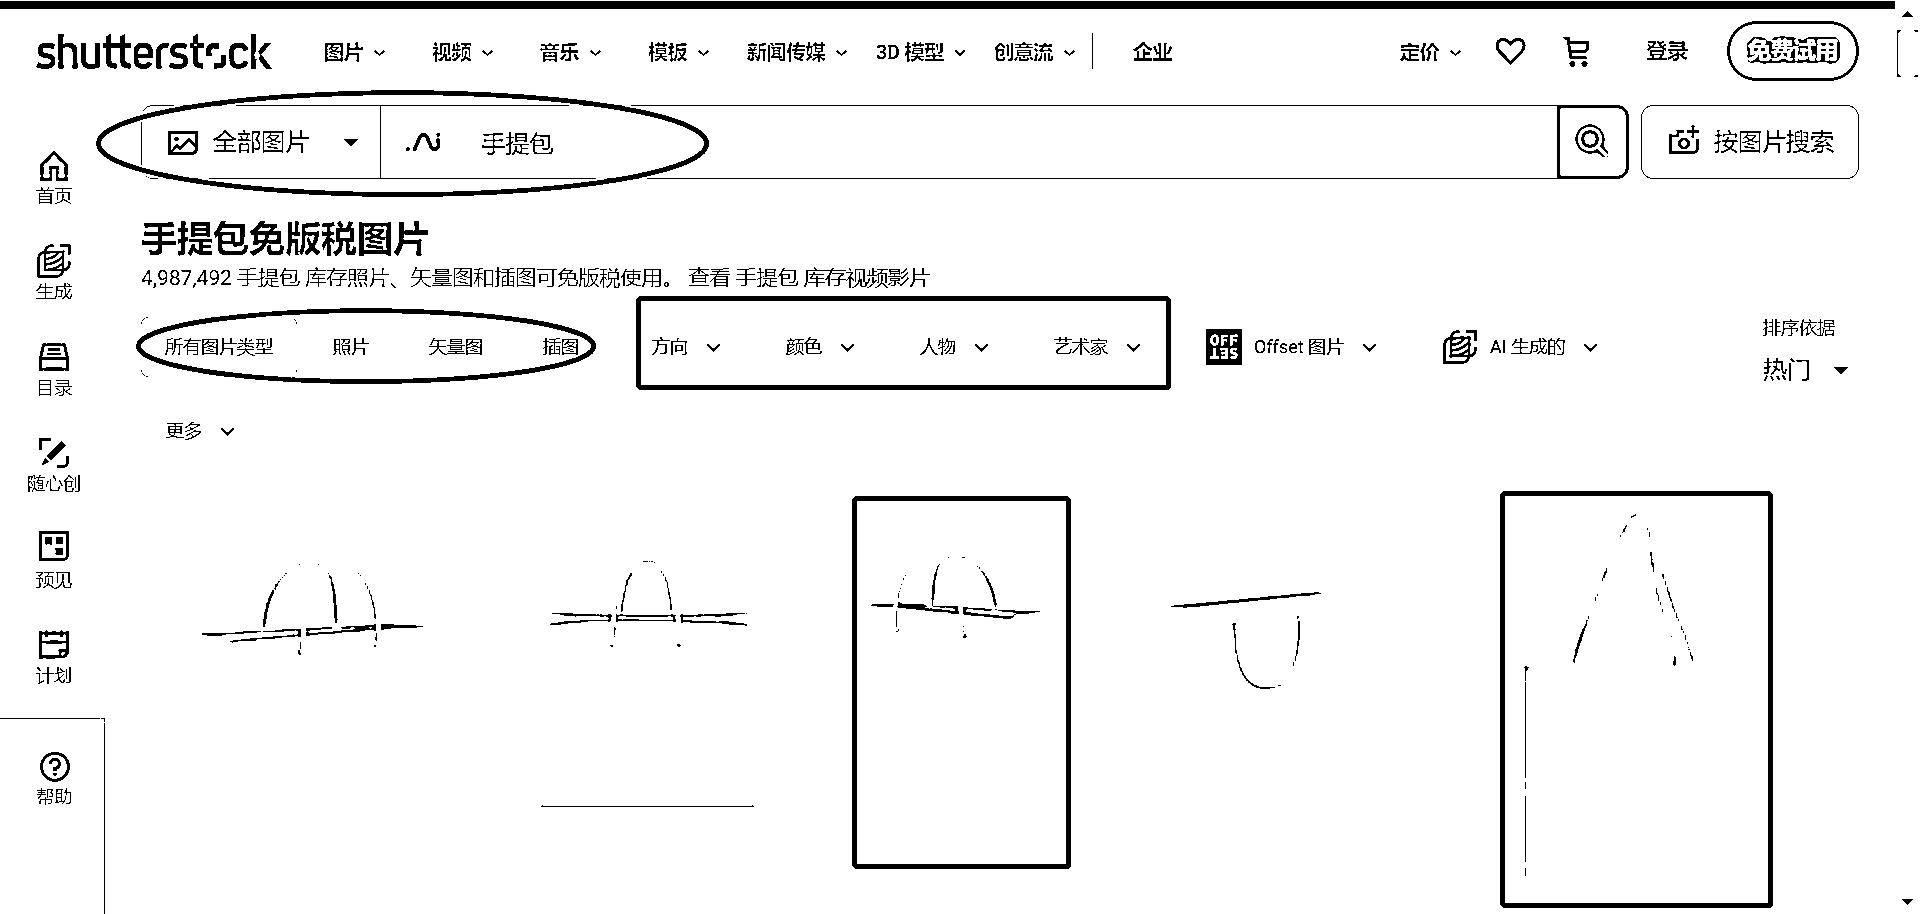 shutterstock 图片 视频 音乐 模板 新闻传媒 3D 模型 创意流 企业 定价 登录 免费试用
全部图片 .Ai 手提包 按图片搜索
首页
生成
目录
随心创
预见
计划
帮助
手提包免版税图片
4,987,492 手提包 库存照片、矢量图和插图可免版税使用。 查看 手提包 库存视频影片
所有图片类型 照片 矢量图 插图 方向 颜色 人物 艺术家 OFFSET Offset 图片 AI 生成的
排序依据
热门
更多